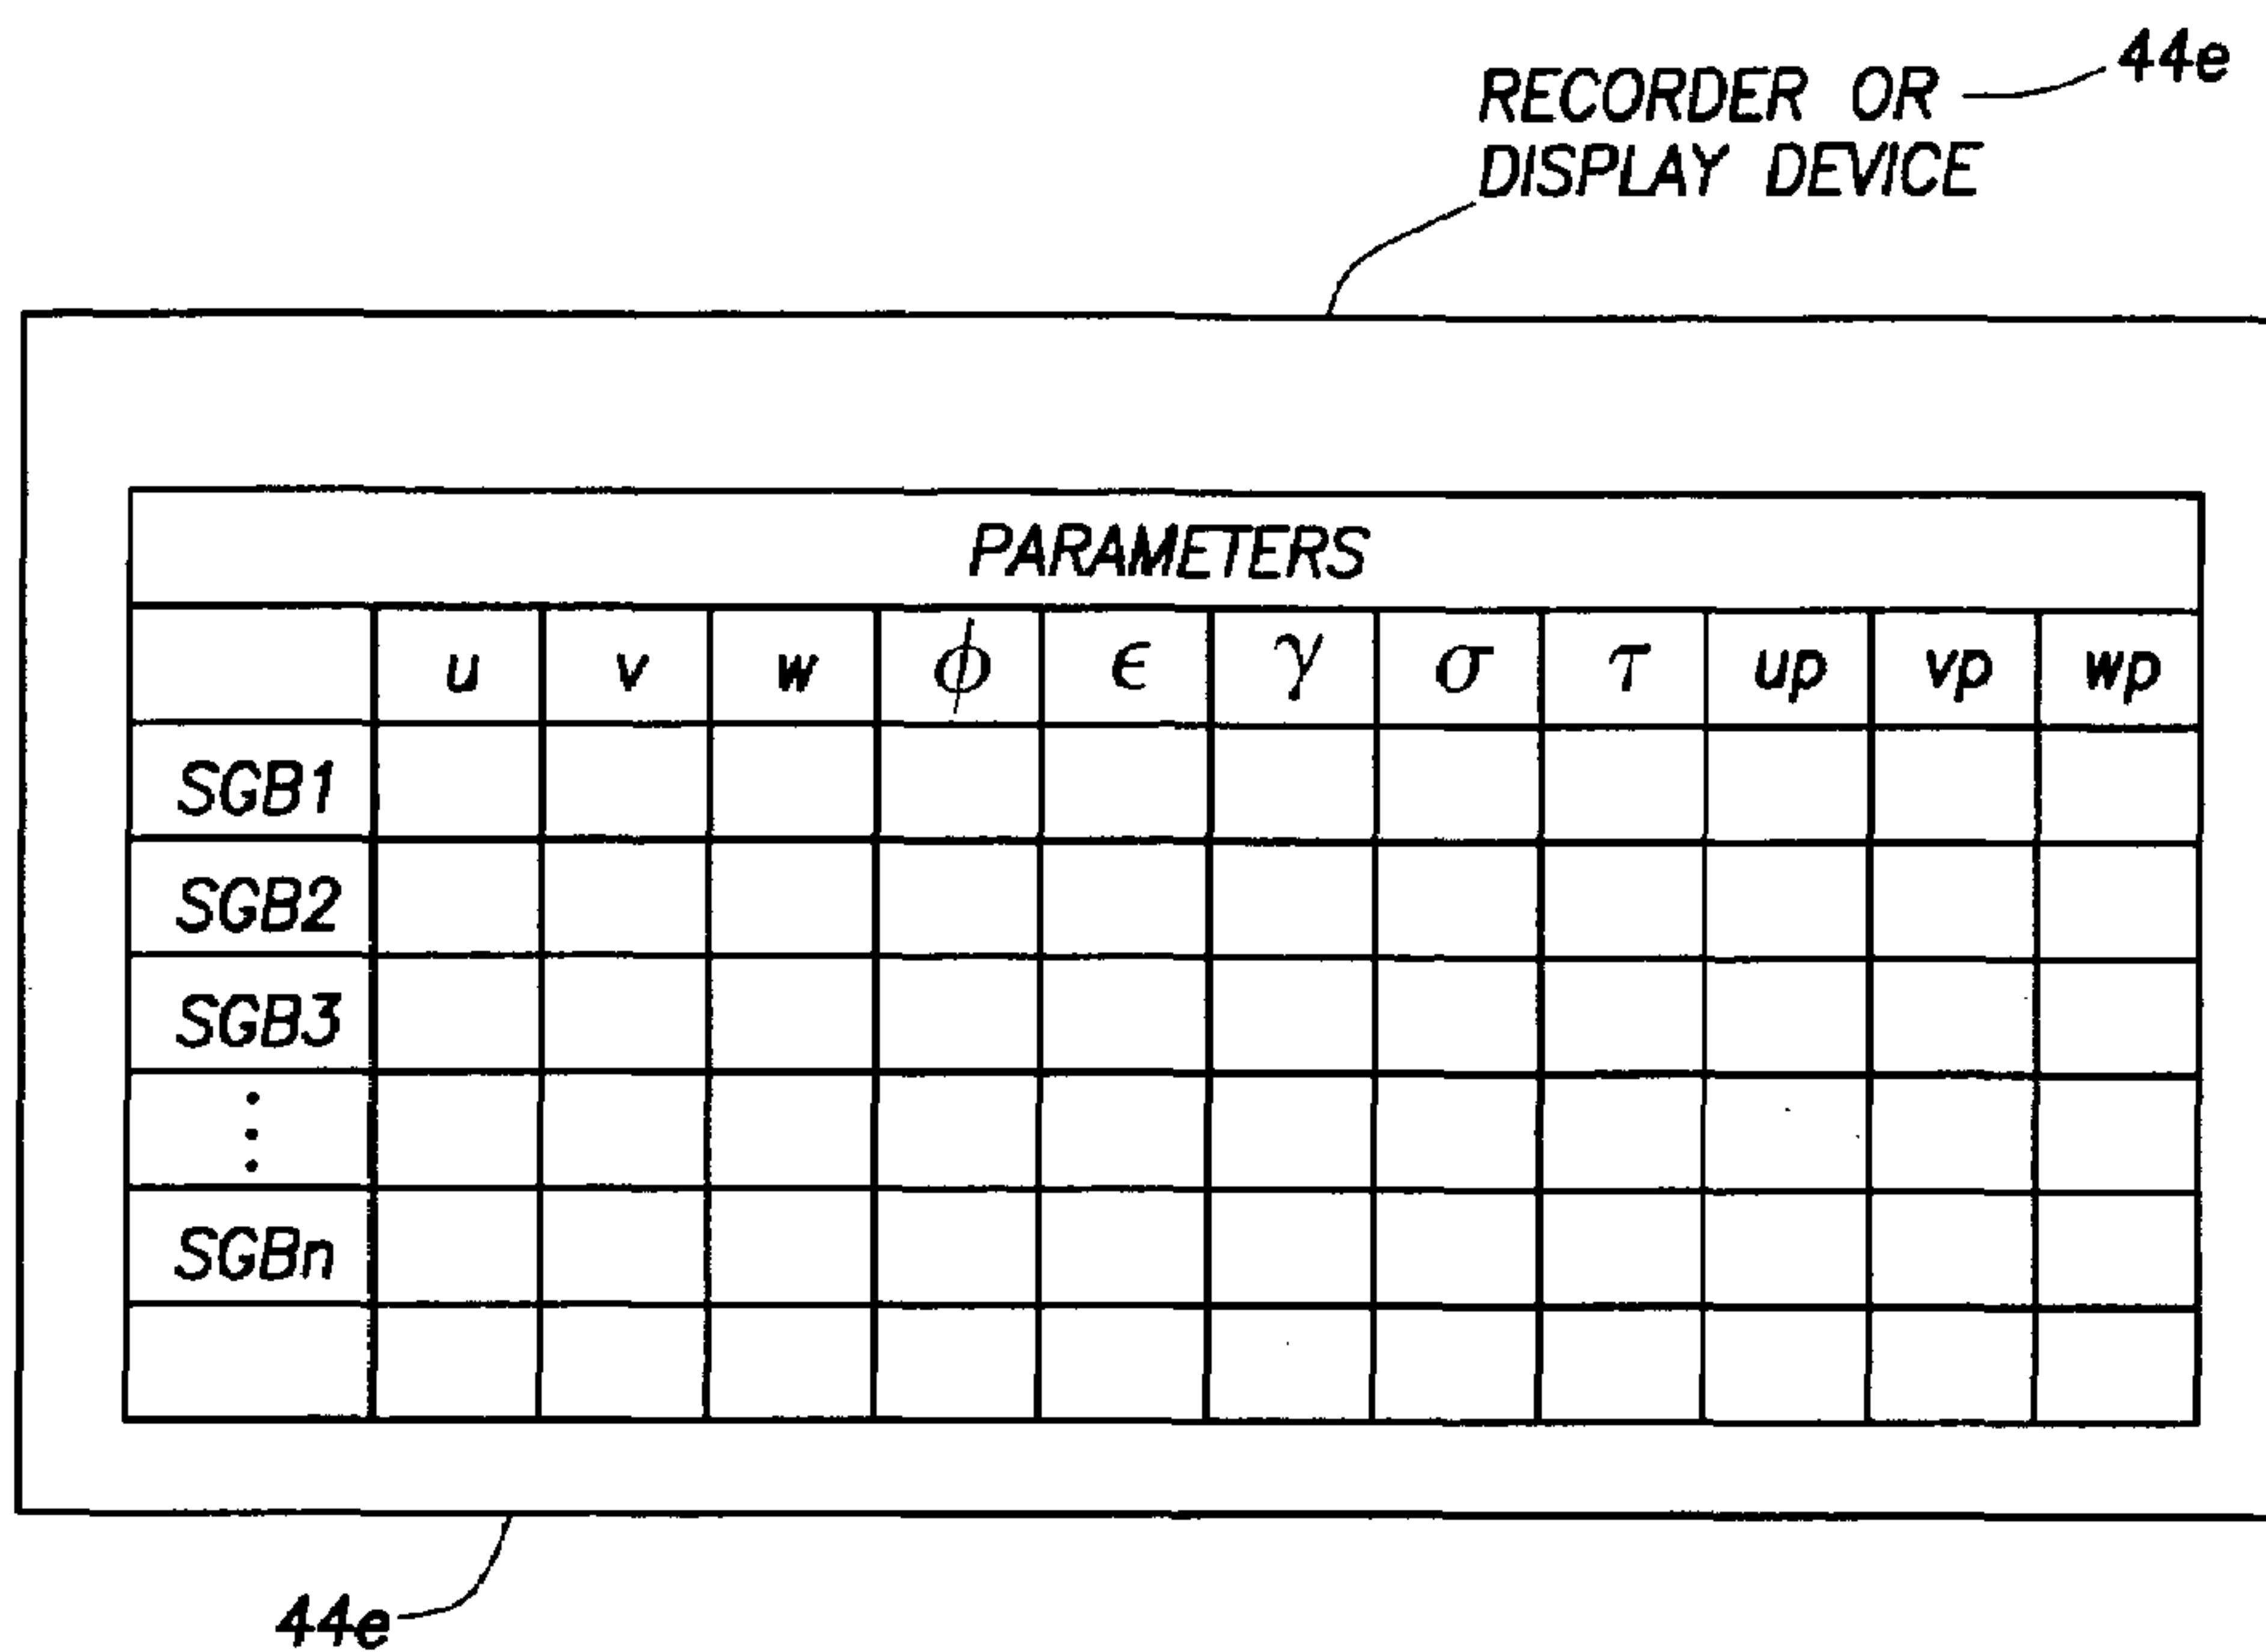 RECORDER OR 44e
DISPLAY DEVICE
PARAMETERS
u v w ϕ ϵ γ σ τ up vp wp
SGB1
SGB2
SGB3
⋮
SGBn
44e